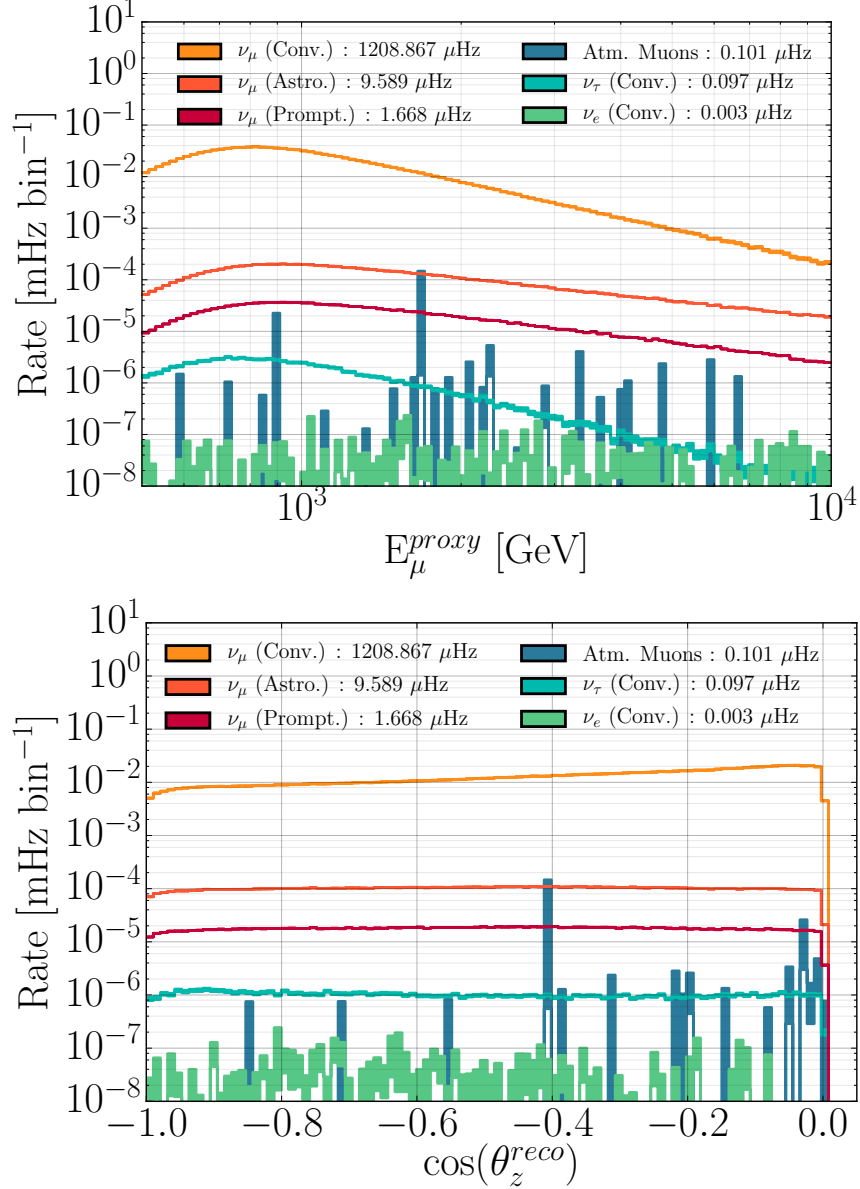 10^1
10^0
10^{-1}
10^{-2}
10^{-3}
10^{-4}
10^{-5}
10^{-6}
10^{-7}
10^{-8}
Rate [mHz bin^{-1}]
ν_μ (Conv.) : 1208.867 μHz
ν_μ (Astro.) : 9.589 μHz
ν_μ (Prompt.) : 1.668 μHz
Atm. Muons : 0.101 μHz
ν_τ (Conv.) : 0.097 μHz
ν_e (Conv.) : 0.003 μHz
10^3 10^4
E_μ^{proxy} [GeV]
10^1
10^0
10^{-1}
10^{-2}
10^{-3}
10^{-4}
10^{-5}
10^{-6}
10^{-7}
10^{-8}
Rate [mHz bin^{-1}]
ν_μ (Conv.) : 1208.867 μHz
ν_μ (Astro.) : 9.589 μHz
ν_μ (Prompt.) : 1.668 μHz
Atm. Muons : 0.101 μHz
ν_τ (Conv.) : 0.097 μHz
ν_e (Conv.) : 0.003 μHz
−1.0 −0.8 −0.6 −0.4 −0.2 0.0
cos(θ_z^{reco})